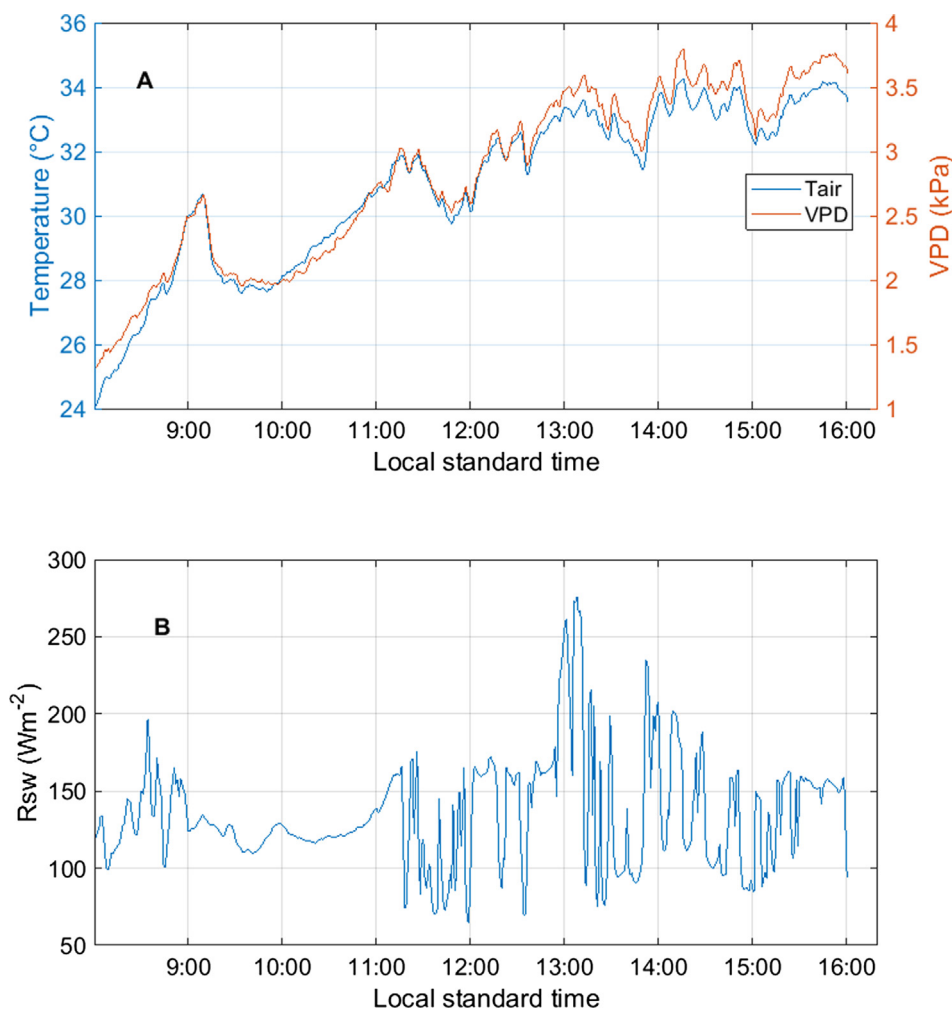 A
Temperature (°C)
36
34
32
30
28
26
24
VPD (kPa)
4
3.5
3
2.5
2
1.5
1
Tair
VPD
9:00 10:00 11:00 12:00 13:00 14:00 15:00 16:00
Local standard time
B
Rsw (Wm-2)
300
250
200
150
100
50
9:00 10:00 11:00 12:00 13:00 14:00 15:00 16:00
Local standard time